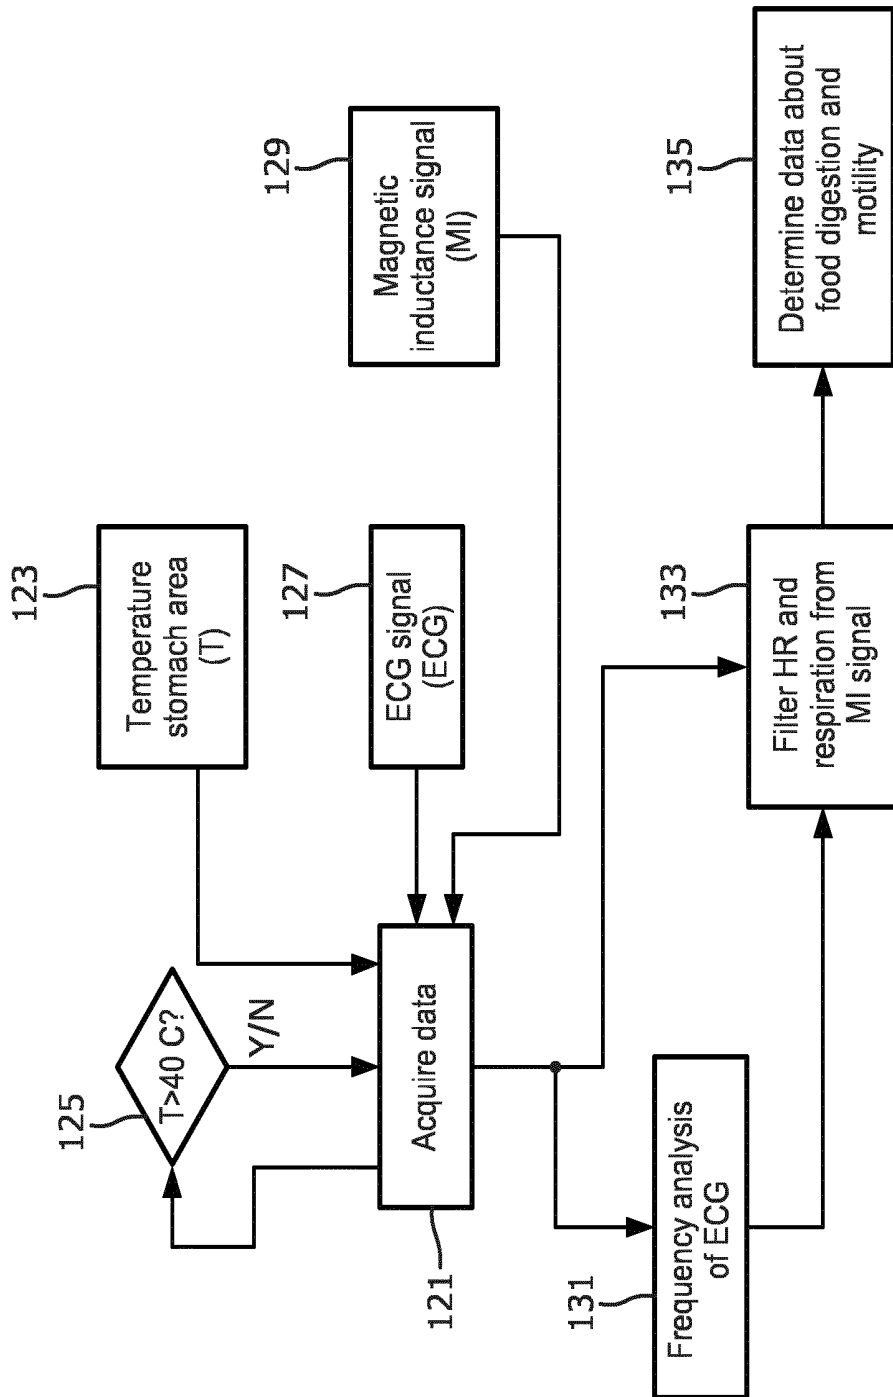 T>40 C?
125
Y/N
Temperature
stomach area
(T)
123
Acquire data
121
ECG signal
(ECG)
127
Magnetic
inductance signal
(MI)
129
Frequency analysis
of ECG
131
Filter HR and
respiration from
MI signal
133
Determine data about
food digestion and
motility
135